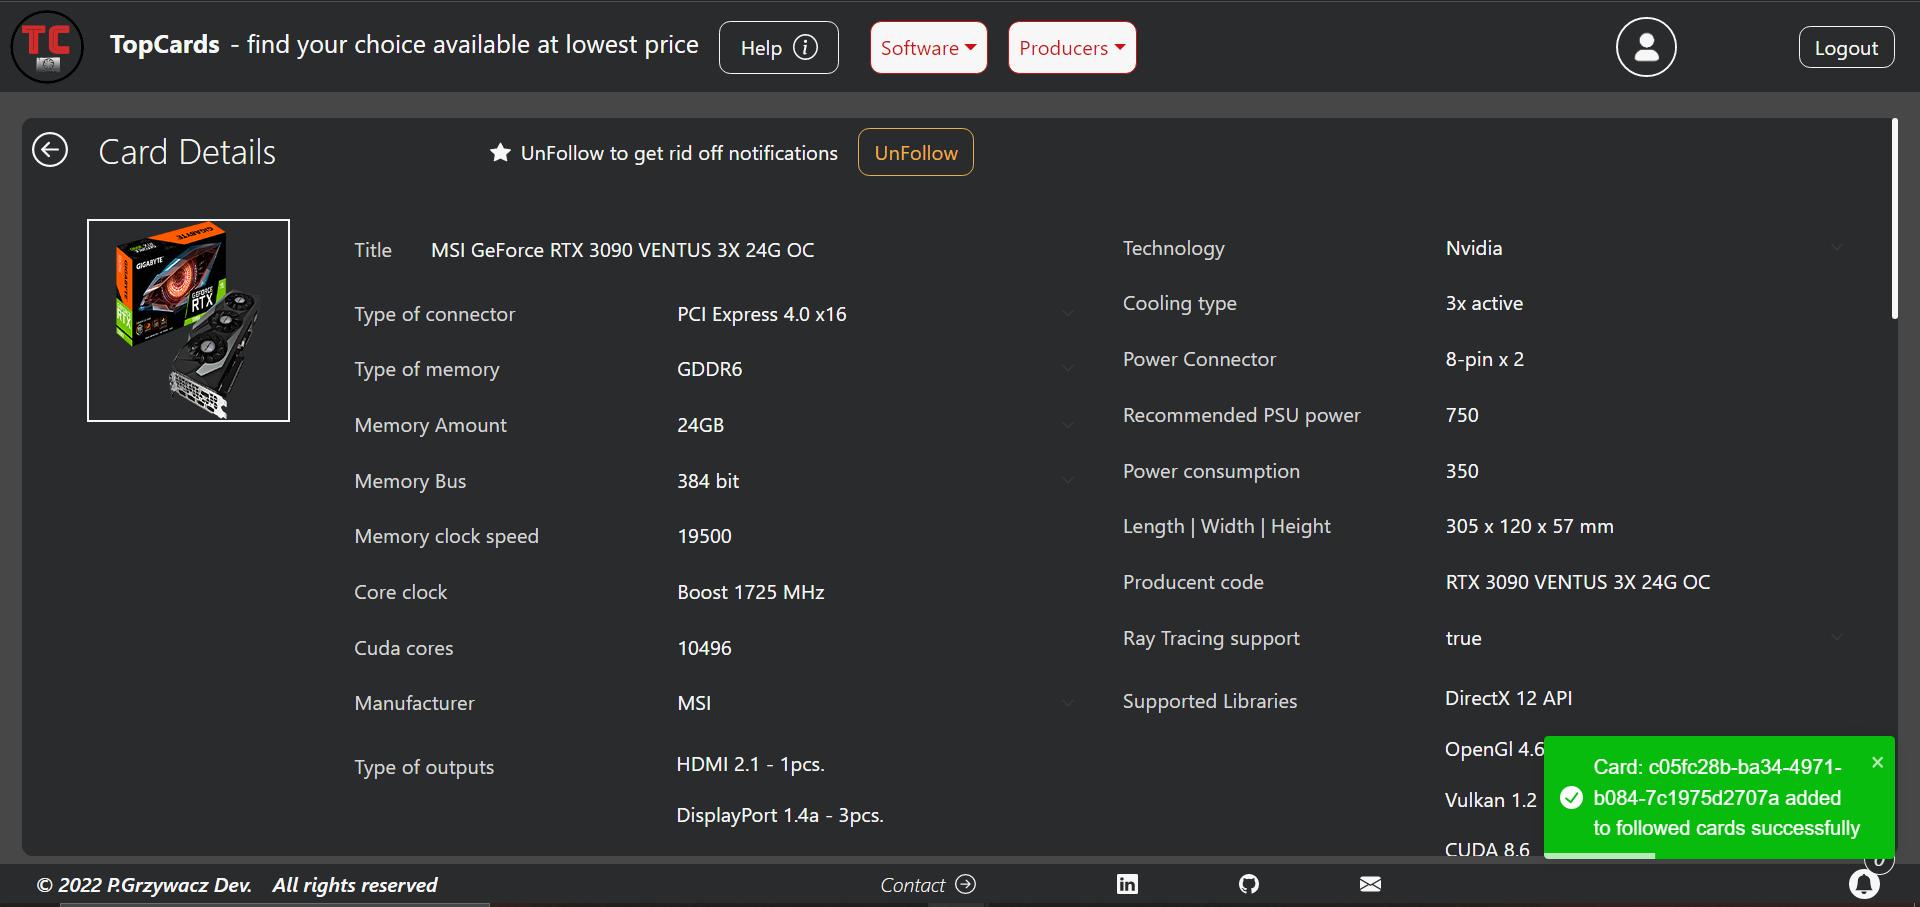 TC
TopCards - find your choice available at lowest price
Help
Software
Producers
Logout
Card Details
UnFollow to get rid off notifications
UnFollow
GIGABYTE
GIGABYTE
GEFORCE
RTX
RTX
Title MSI GeForce RTX 3090 VENTUS 3X 24G OC
Type of connector PCI Express 4.0 x16
Type of memory GDDR6
Memory Amount 24GB
Memory Bus 384 bit
Memory clock speed 19500
Core clock Boost 1725 MHz
Cuda cores 10496
Manufacturer MSI
Type of outputs HDMI 2.1 - 1pcs.
DisplayPort 1.4a - 3pcs.
Technology Nvidia
Cooling type 3x active
Power Connector 8-pin x 2
Recommended PSU power 750
Power consumption 350
Length | Width | Height 305 x 120 x 57 mm
Producent code RTX 3090 VENTUS 3X 24G OC
Ray Tracing support true
Supported Libraries DirectX 12 API
OpenGl 4.6
Vulkan 1.2
CUDA 8.6
Card: c05fc28b-ba34-4971-
b084-7c1975d2707a added
to followed cards successfully
0
© 2022 P.Grzywacz Dev. All rights reserved
Contact